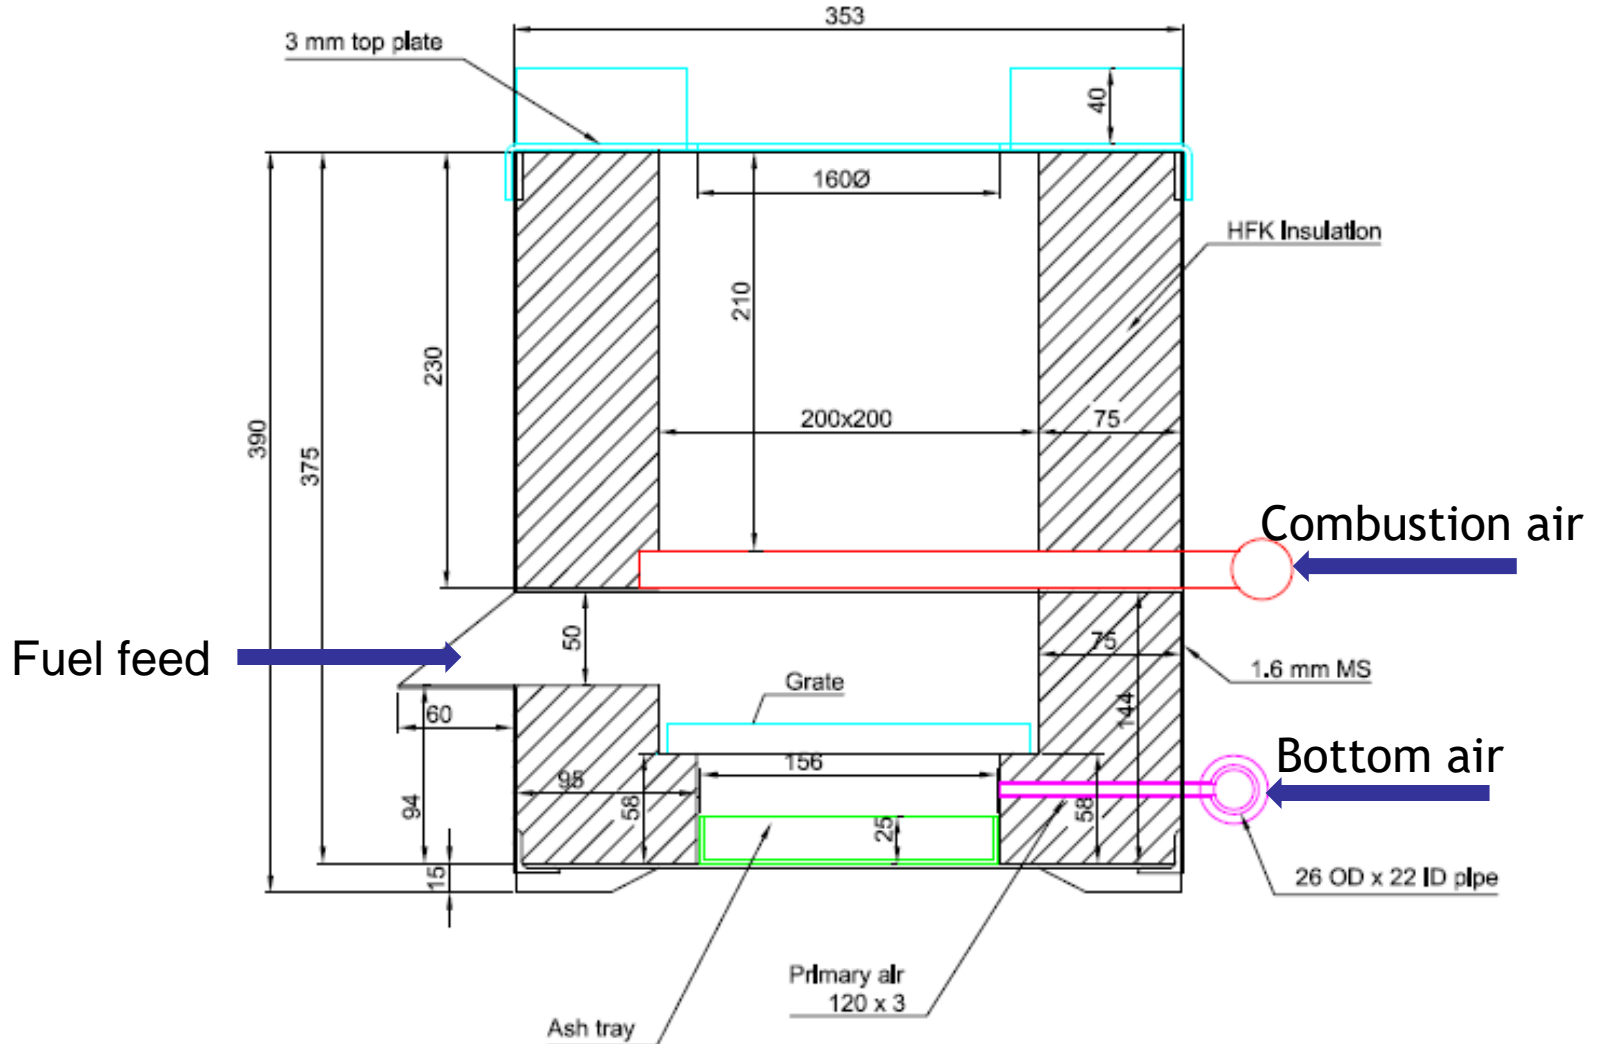 353
3 mm top plate
40
160Ø
HFK Insulation
210
230
200x200
75
390
375
Combustion air
50
75
Fuel feed
1.6 mm MS
Grate
60
144
156
Bottom air
95
94
58
58
25
15
26 OD x 22 ID pipe
Primary air
120 x 3
Ash tray